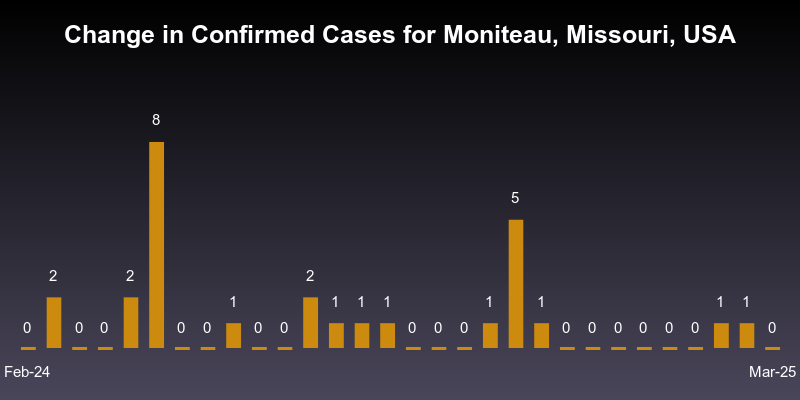 Change in Confirmed Cases for Moniteau, Missouri, USA
0 2 0 0 2 8 0 0 1 0 0 2 1 1 1 0 0 0 1 5 1 0 0 0 0 0 0 1 1 0
Feb-24 Mar-25